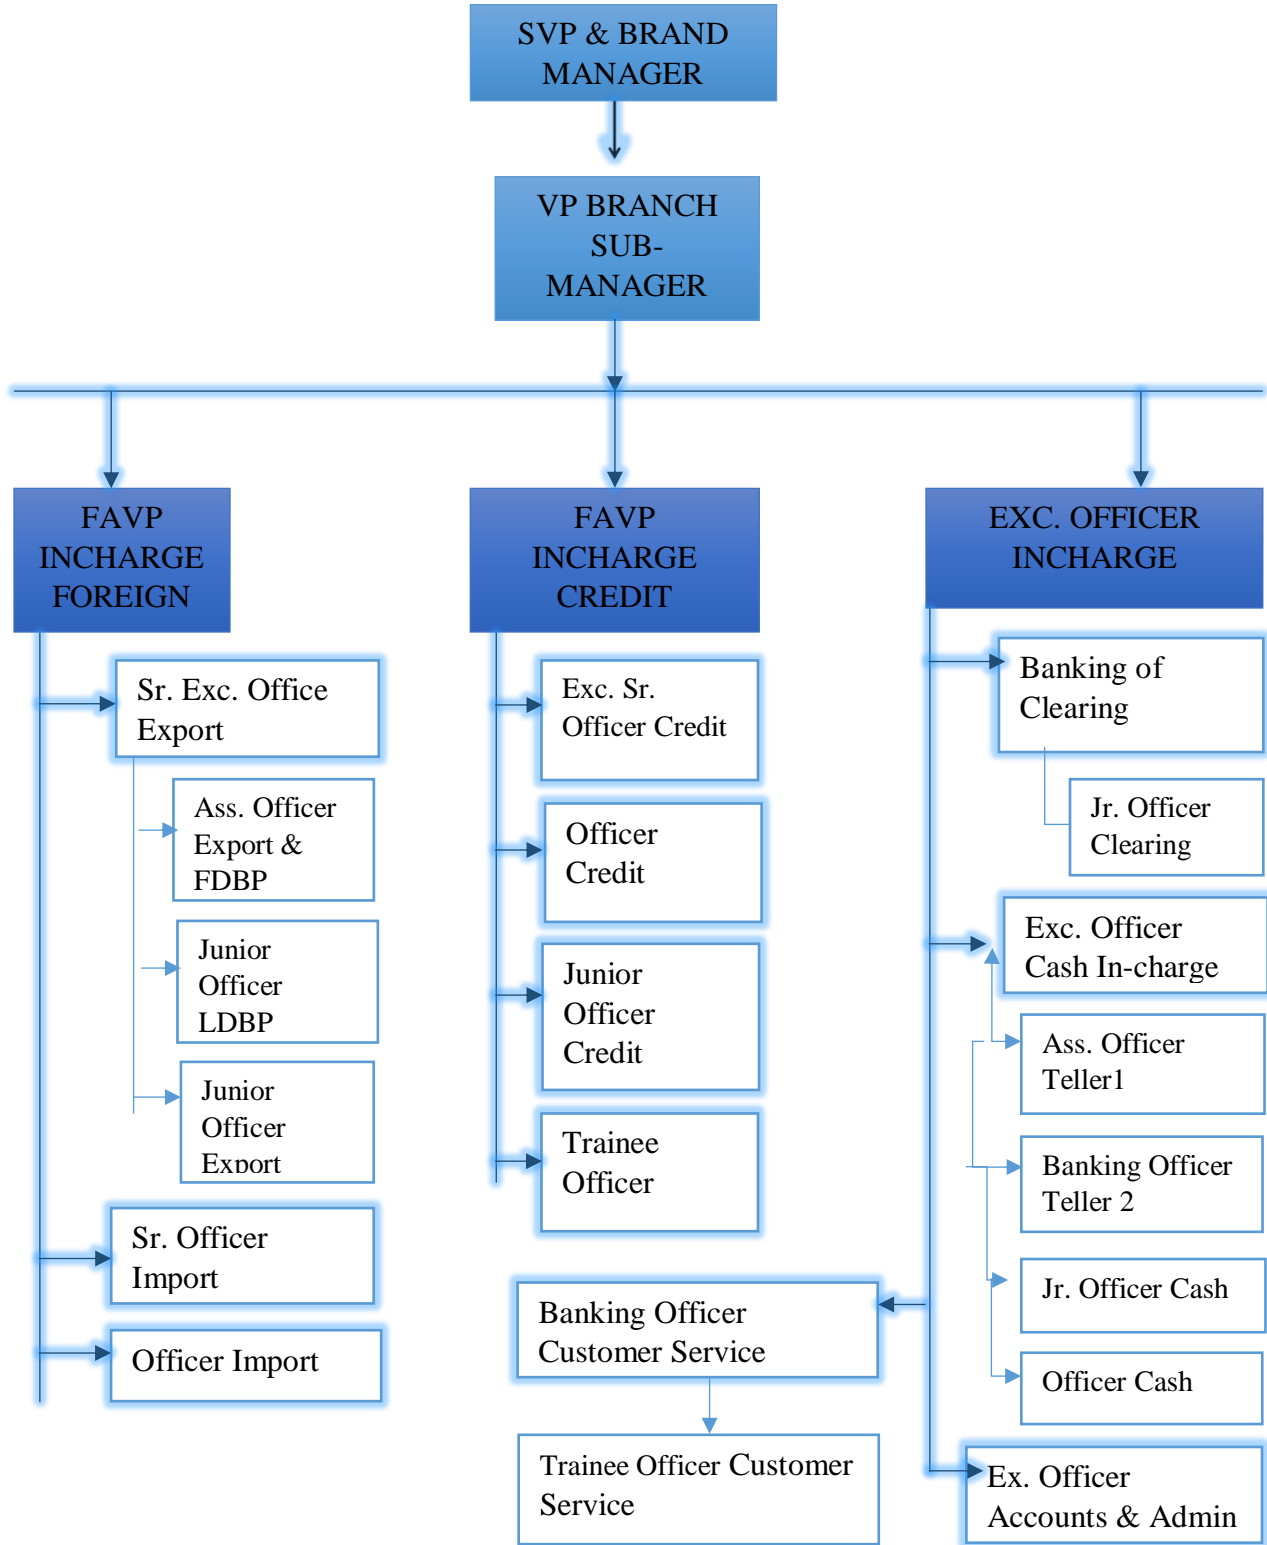 SVP & BRAND
MANAGER
VP BRANCH
SUB-
MANAGER
FAVP
INCHARGE
FOREIGN
FAVP
INCHARGE
CREDIT
EXC. OFFICER
INCHARGE
Sr. Exc. Office
Export
Ass. Officer
Export &
FDBP
Junior
Officer
LDBP
Junior
Officer
Export
Sr. Officer
Import
Officer Import
Exc. Sr.
Officer Credit
Officer
Credit
Junior
Officer
Credit
Trainee
Officer
Banking Officer
Customer Service
Trainee Officer Customer
Service
Banking of
Clearing
Jr. Officer
Clearing
Exc. Officer
Cash In-charge
Ass. Officer
Teller1
Banking Officer
Teller 2
Jr. Officer Cash
Officer Cash
Ex. Officer
Accounts & Admin